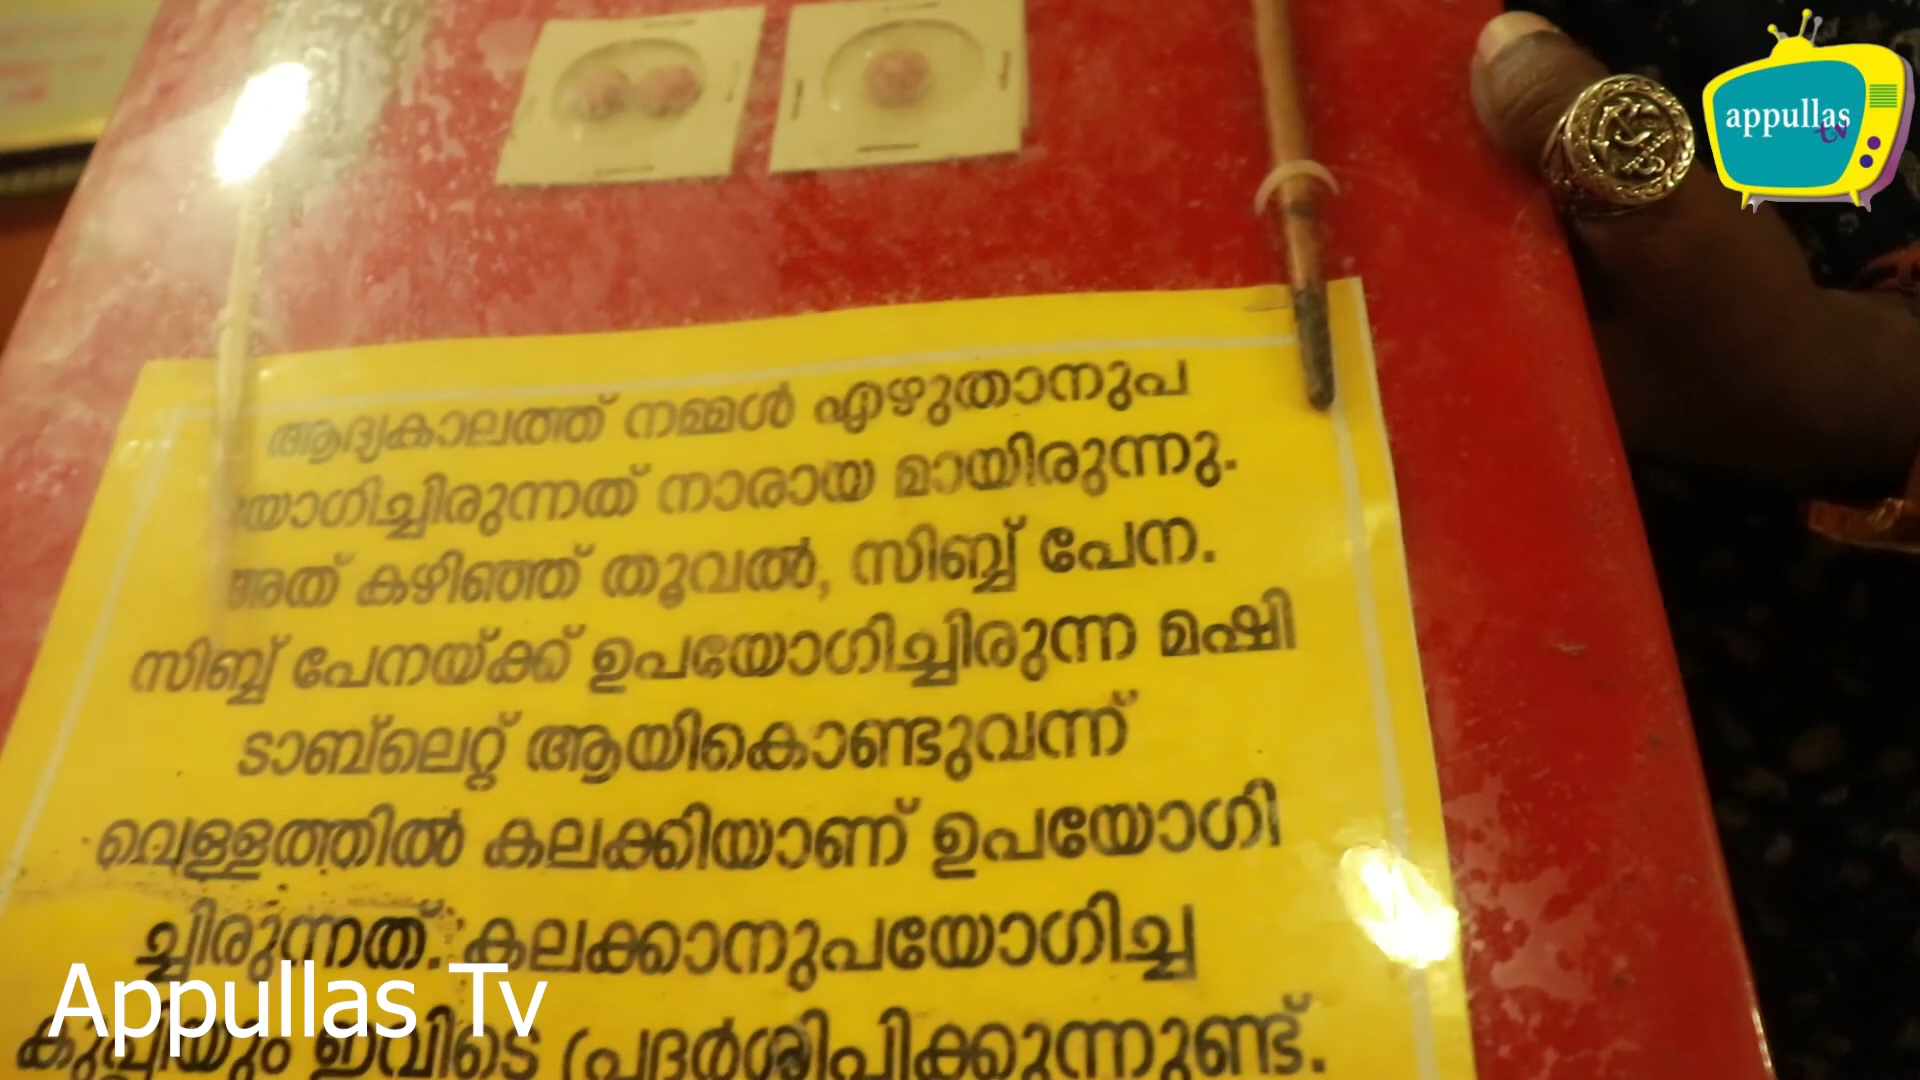 appullas
tv
ആദ്യകാലത്ത് നമ്മൾ എഴുതാനുപ
യോഗിച്ചിരുന്നത് നാരായ മായിരുന്നു.
അത് കഴിഞ്ഞ് തൂവൽ, സിബ്ബ് പേന.
സിബ്ബ് പേനയ്ക്ക് ഉപയോഗിച്ചിരുന്ന മഷി
ടാബ്ലെറ്റ് ആയികൊണ്ടുവന്ന്
വെള്ളത്തിൽ കലക്കിയാണ് ഉപയോഗി
ച്ചിരുന്നത്. കലക്കാനുപയോഗിച്ച
കുപ്പിയും ഇവിടെ പ്രദർശിപ്പിക്കുന്നുണ്ട്.
Appullas Tv